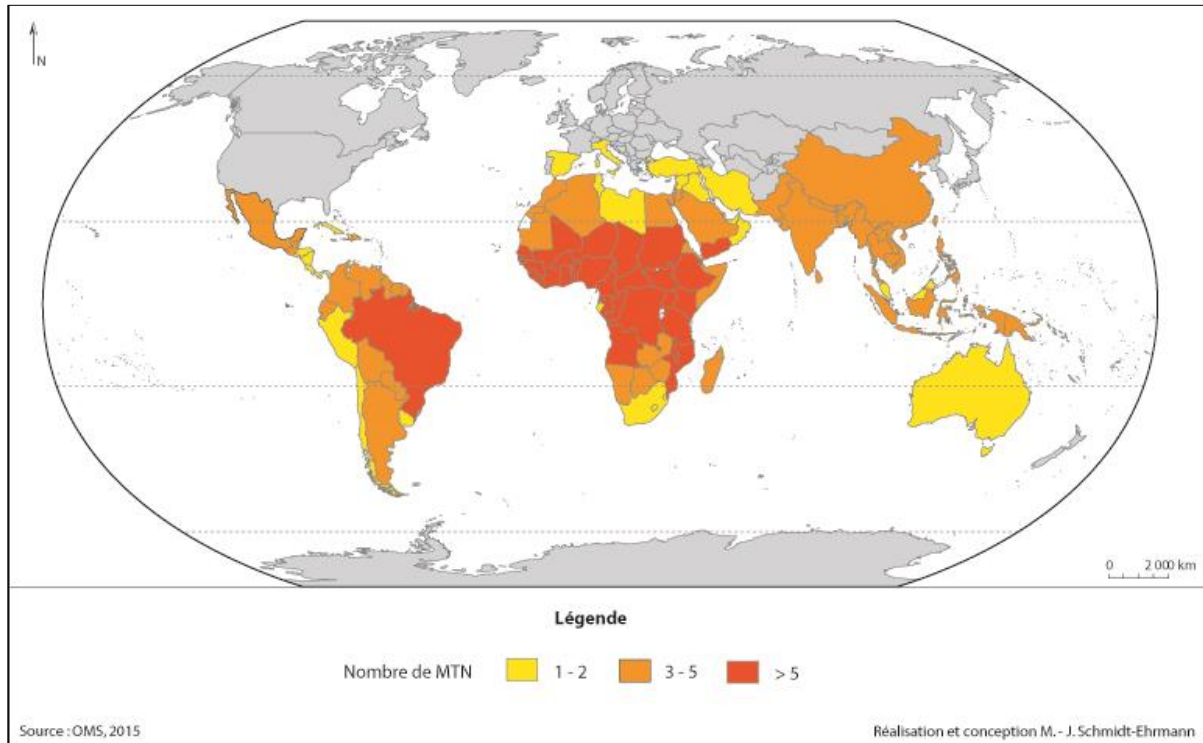 N
0 2 000 km
Légende
Nombre de MTN 1 - 2 3 - 5 > 5
Source : OMS, 2015 Réalisation et conception M. - J. Schmidt-Ehrmann